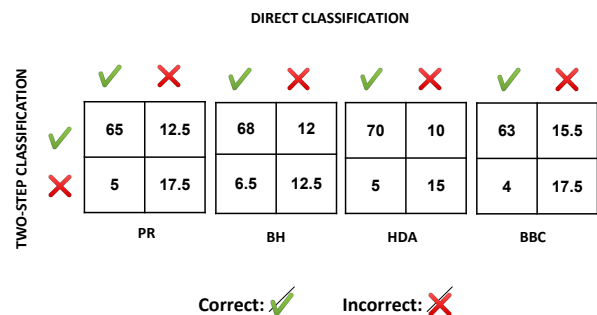 DIRECT CLASSIFICATION
TWO-STEP CLASSIFICATION
65 12.5 68 12 70 10 63 15.5
5 17.5 6.5 12.5 5 15 4 17.5
PR BH HDA BBC
Correct: Incorrect: